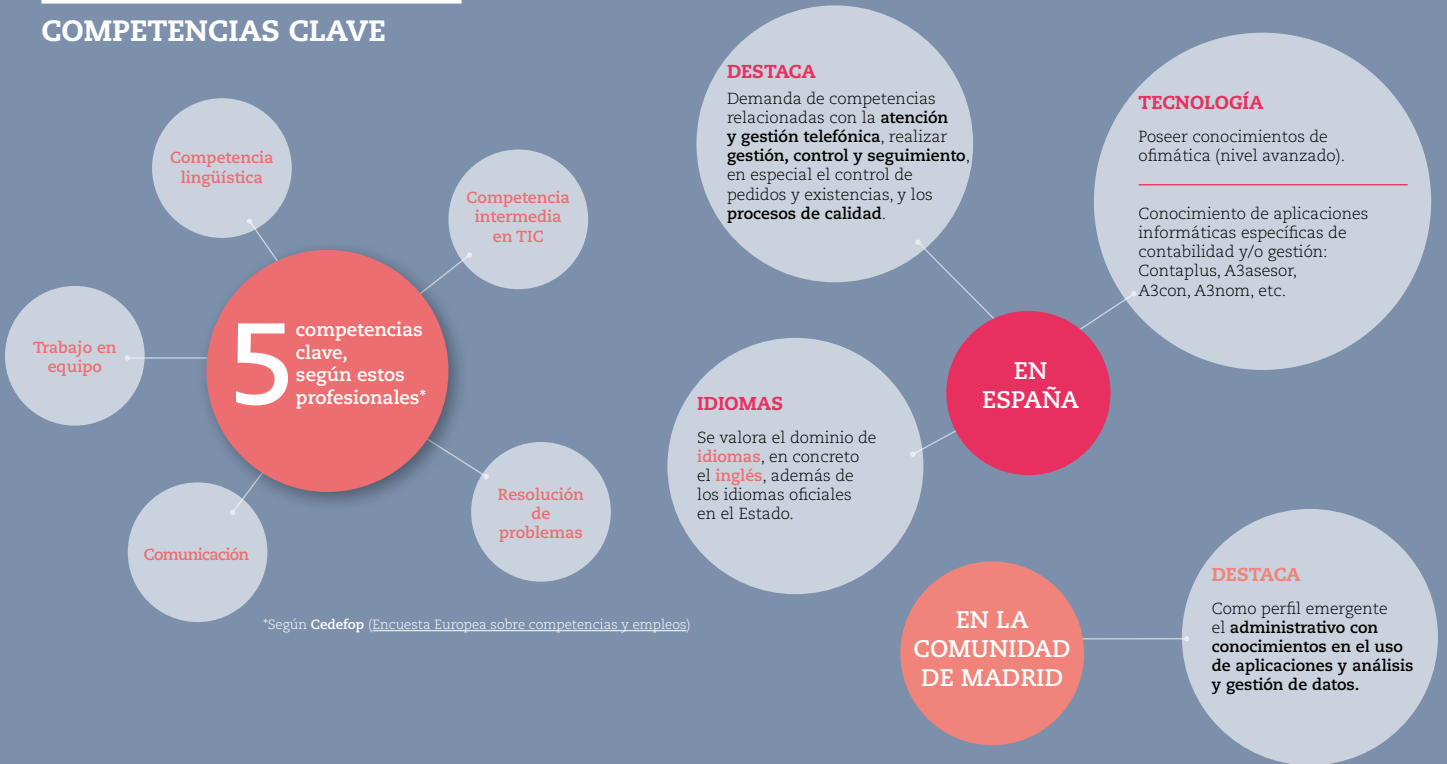 COMPETENCIAS CLAVE
Competencia
lingüística
Competencia
intermedia
en TIC
Trabajo en
equipo
5 competencias
clave,
según estos
profesionales*
Comunicación
Resolución
de
problemas
*Según Cedefop (Encuesta Europea sobre competencias y empleos)
DESTACA
Demanda de competencias
relacionadas con la atención
y gestión telefónica, realizar
gestión, control y seguimiento,
en especial el control de
pedidos y existencias, y los
procesos de calidad.
TECNOLOGÍA
Poseer conocimientos de
ofimática (nivel avanzado).
Conocimiento de aplicaciones
informáticas específicas de
contabilidad y/o gestión:
Contaplus, A3asesor,
A3con, A3nom, etc.
EN
ESPAÑA
IDIOMAS
Se valora el dominio de
idiomas, en concreto
el inglés, además de
los idiomas oficiales
en el Estado.
EN LA
COMUNIDAD
DE MADRID
DESTACA
Como perfil emergente
el administrativo con
conocimientos en el uso
de aplicaciones y análisis
y gestión de datos.